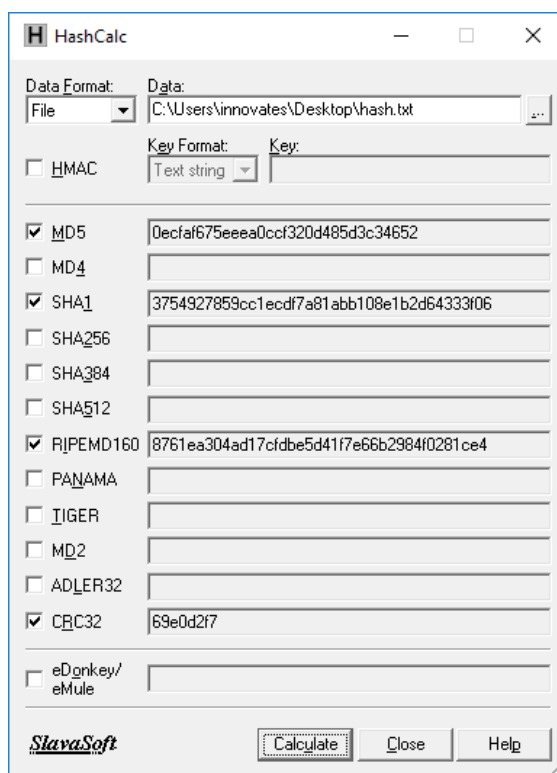 HashCalc
Data Format: Data:
File C:\Users\innovates\Desktop\hash.txt ...
Key Format: Key:
HMAC Text string
MD5 0ecfaf675eeea0ccf320d485d3c34652
MD4
SHA1 3754927859cc1ecdf7a81abb108e1b2d64333f06
SHA256
SHA384
SHA512
RIPEMD160 8761ea304ad17cfdbe5d41f7e66b2984f0281ce4
PANAMA
TIGER
MD2
ADLER32
CRC32 69e0d2f7
eDonkey/
eMule
SlavaSoft Calculate Close Help